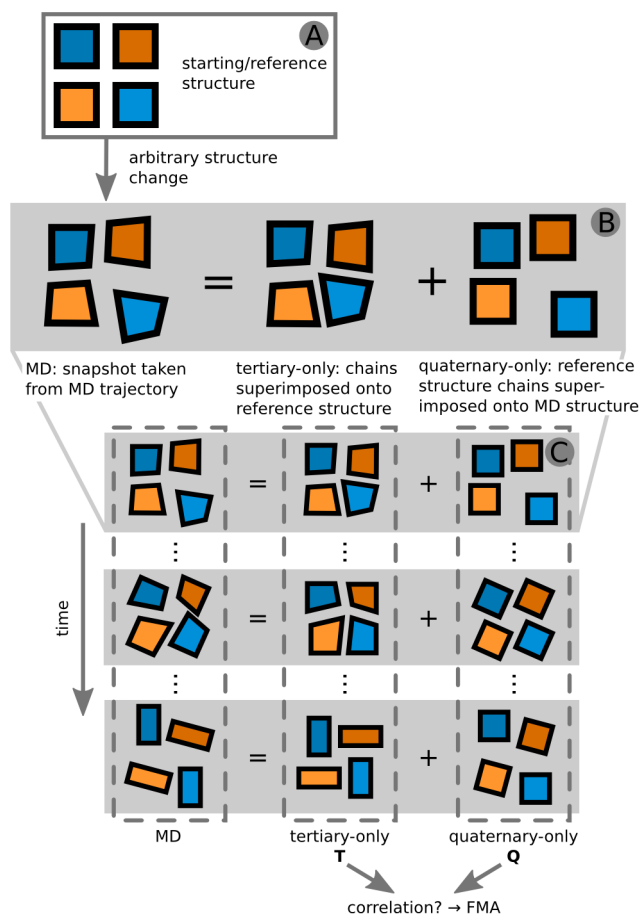 A
starting/reference
structure
arbitrary structure
change
B
=
+
MD: snapshot taken
from MD trajectory
tertiary-only: chains
superimposed onto
reference structure
quaternary-only: reference
structure chains super-
imposed onto MD structure
C
=
+
⋮ ⋮ ⋮
time
=
+
⋮ ⋮ ⋮
=
+
MD
tertiary-only
T
quaternary-only
Q
correlation? → FMA